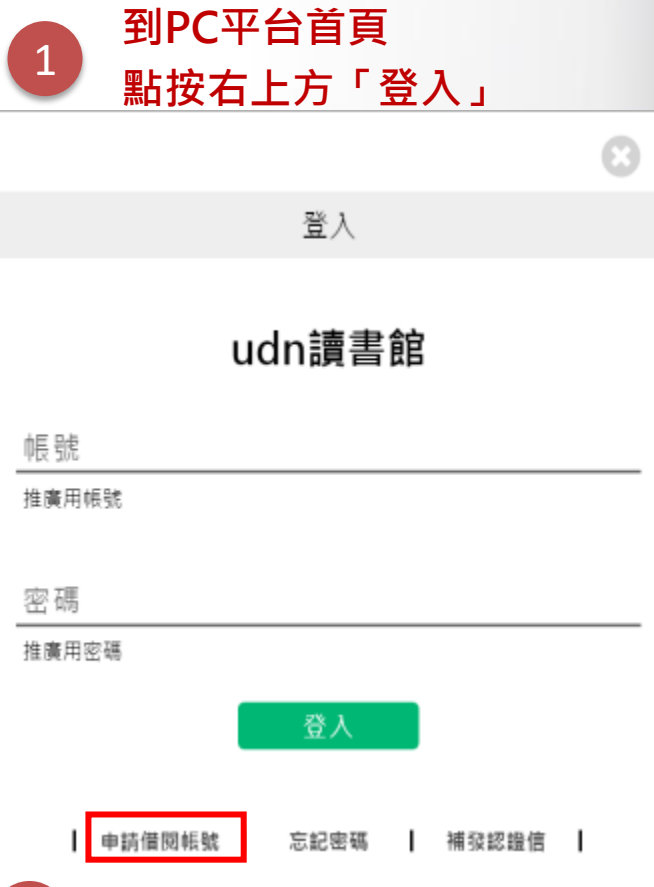 1
到PC平台首頁
點按右上方「登入」
登入
udn讀書館
帳號
推廣用帳號
密碼
推廣用密碼
登入
| 申請借閱帳號 忘記密碼 | 補發認證信 |